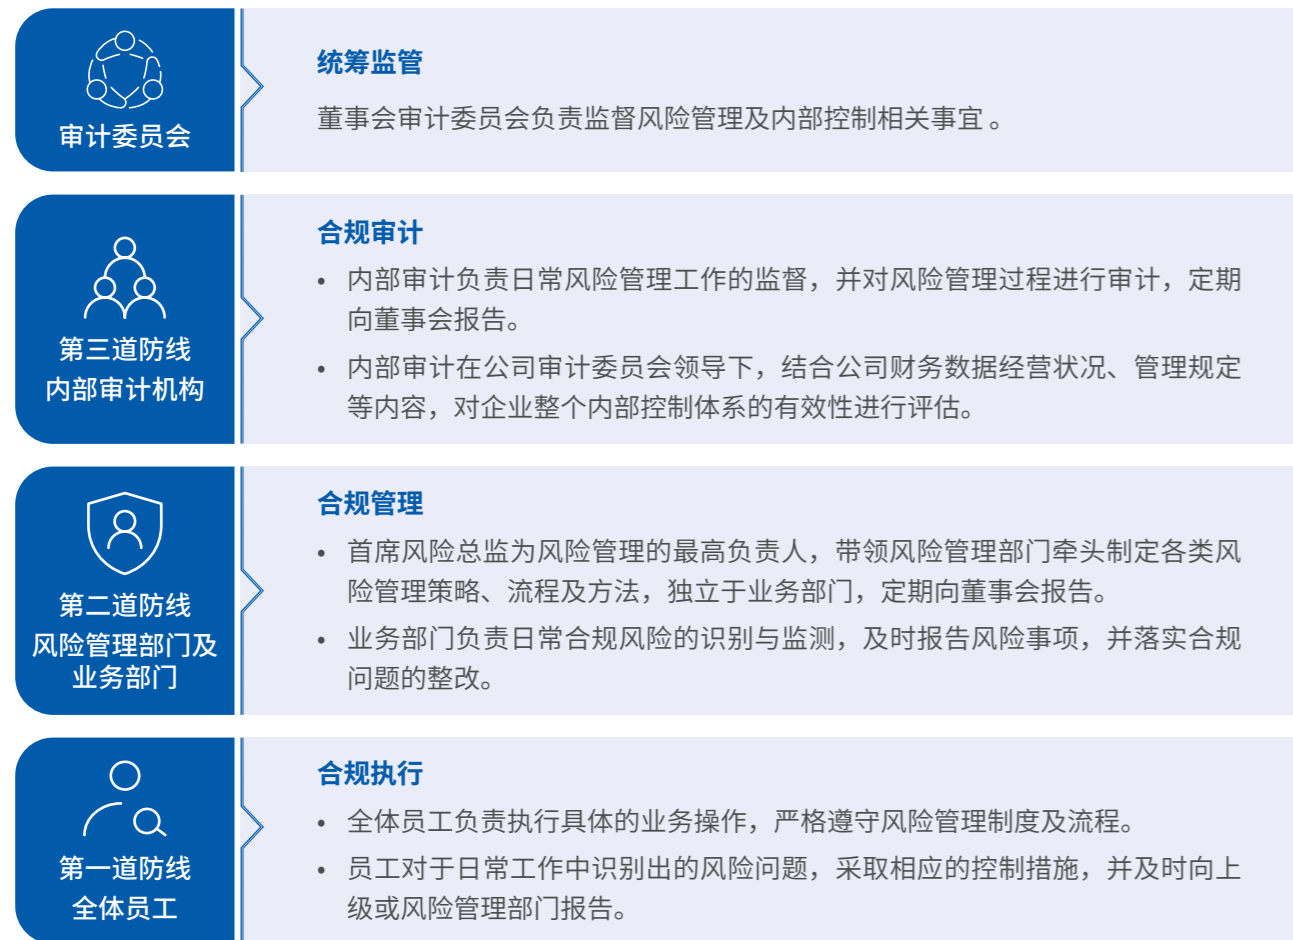 审计委员会
统筹监管
董事会审计委员会负责监督风险管理及内部控制相关事宜。
第三道防线
内部审计机构
合规审计
• 内部审计负责日常风险管理工作的监督，并对风险管理过程进行审计，定期
向董事会报告。
• 内部审计在公司审计委员会领导下，结合公司财务数据经营状况、管理规定
等内容，对企业整个内部控制体系的有效性进行评估。
第二道防线
风险管理部门及
业务部门
合规管理
• 首席风险总监为风险管理的最高负责人，带领风险管理部门牵头制定各类风
险管理策略、流程及方法，独立于业务部门，定期向董事会报告。
• 业务部门负责日常合规风险的识别与监测，及时报告风险事项，并落实合规
问题的整改。
第一道防线
全体员工
合规执行
• 全体员工负责执行具体的业务操作，严格遵守风险管理制度及流程。
• 员工对于日常工作中识别出的风险问题，采取相应的控制措施，并及时向上
级或风险管理部门报告。